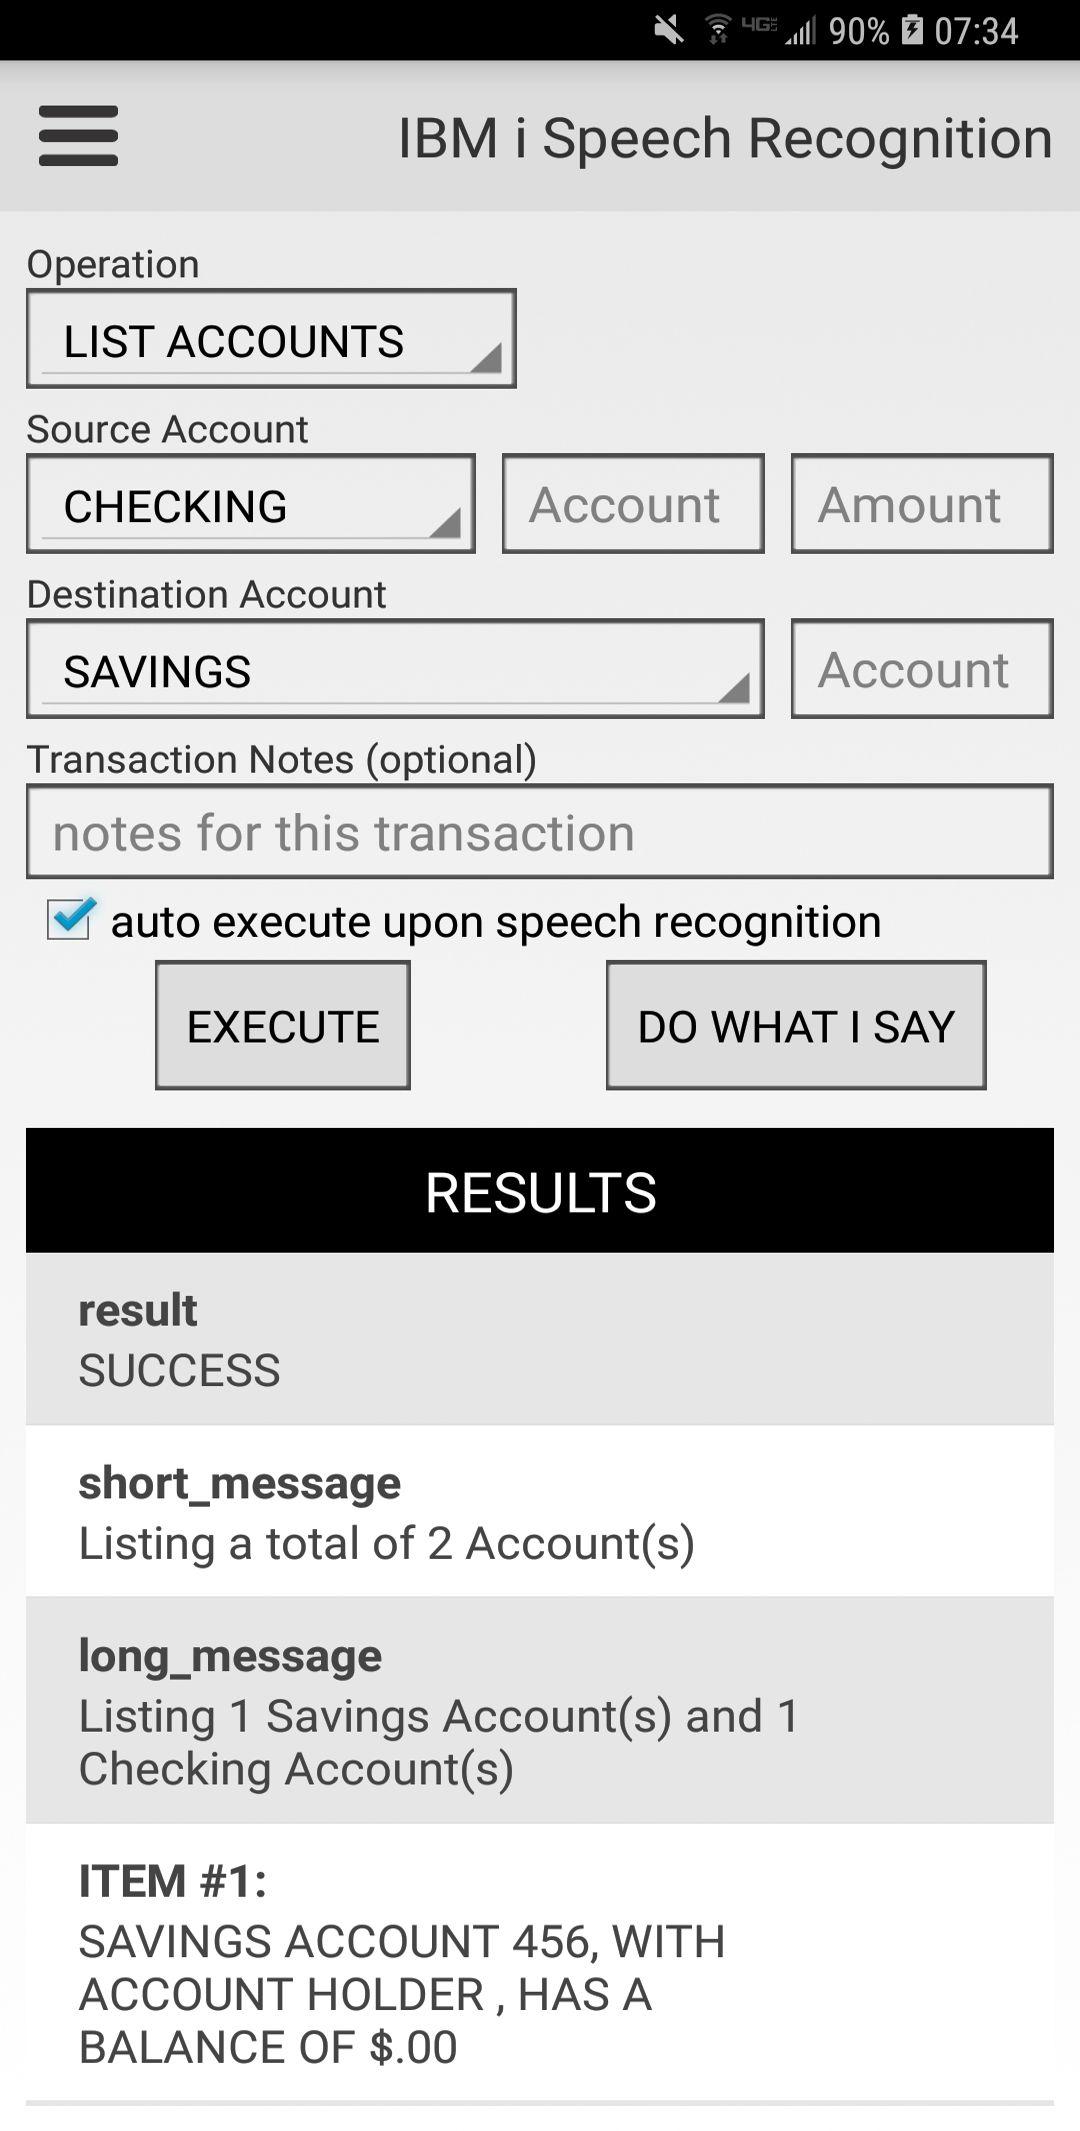 4G LTE 90% 07:34
IBM i Speech Recognition
Operation
LIST ACCOUNTS
Source Account
CHECKING Account Amount
Destination Account
SAVINGS Account
Transaction Notes (optional)
notes for this transaction
auto execute upon speech recognition
EXECUTE DO WHAT I SAY
RESULTS
result
SUCCESS
short_message
Listing a total of 2 Account(s)
long_message
Listing 1 Savings Account(s) and 1
Checking Account(s)
ITEM #1:
SAVINGS ACCOUNT 456, WITH
ACCOUNT HOLDER , HAS A
BALANCE OF $.00